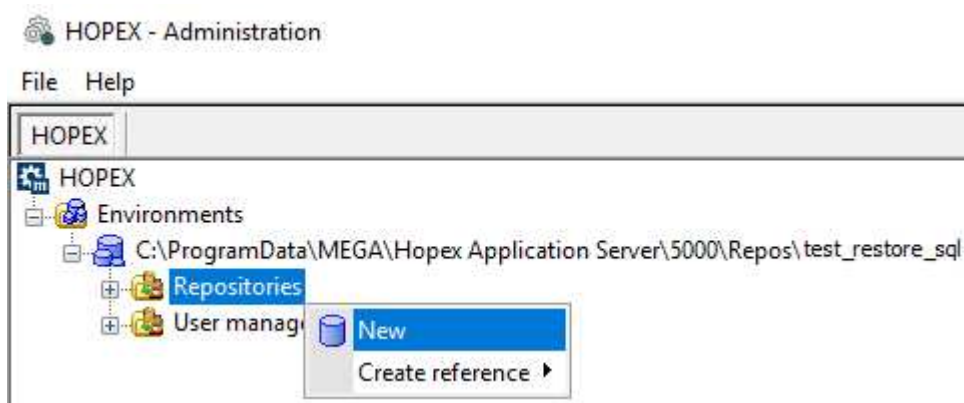 HOPEX - Administration
File Help
HOPEX
HOPEX
Environments
C:\ProgramData\MEGA\Hopex Application Server\5000\Repos\test_restore_sql
Repositories
User manag
New
Create reference